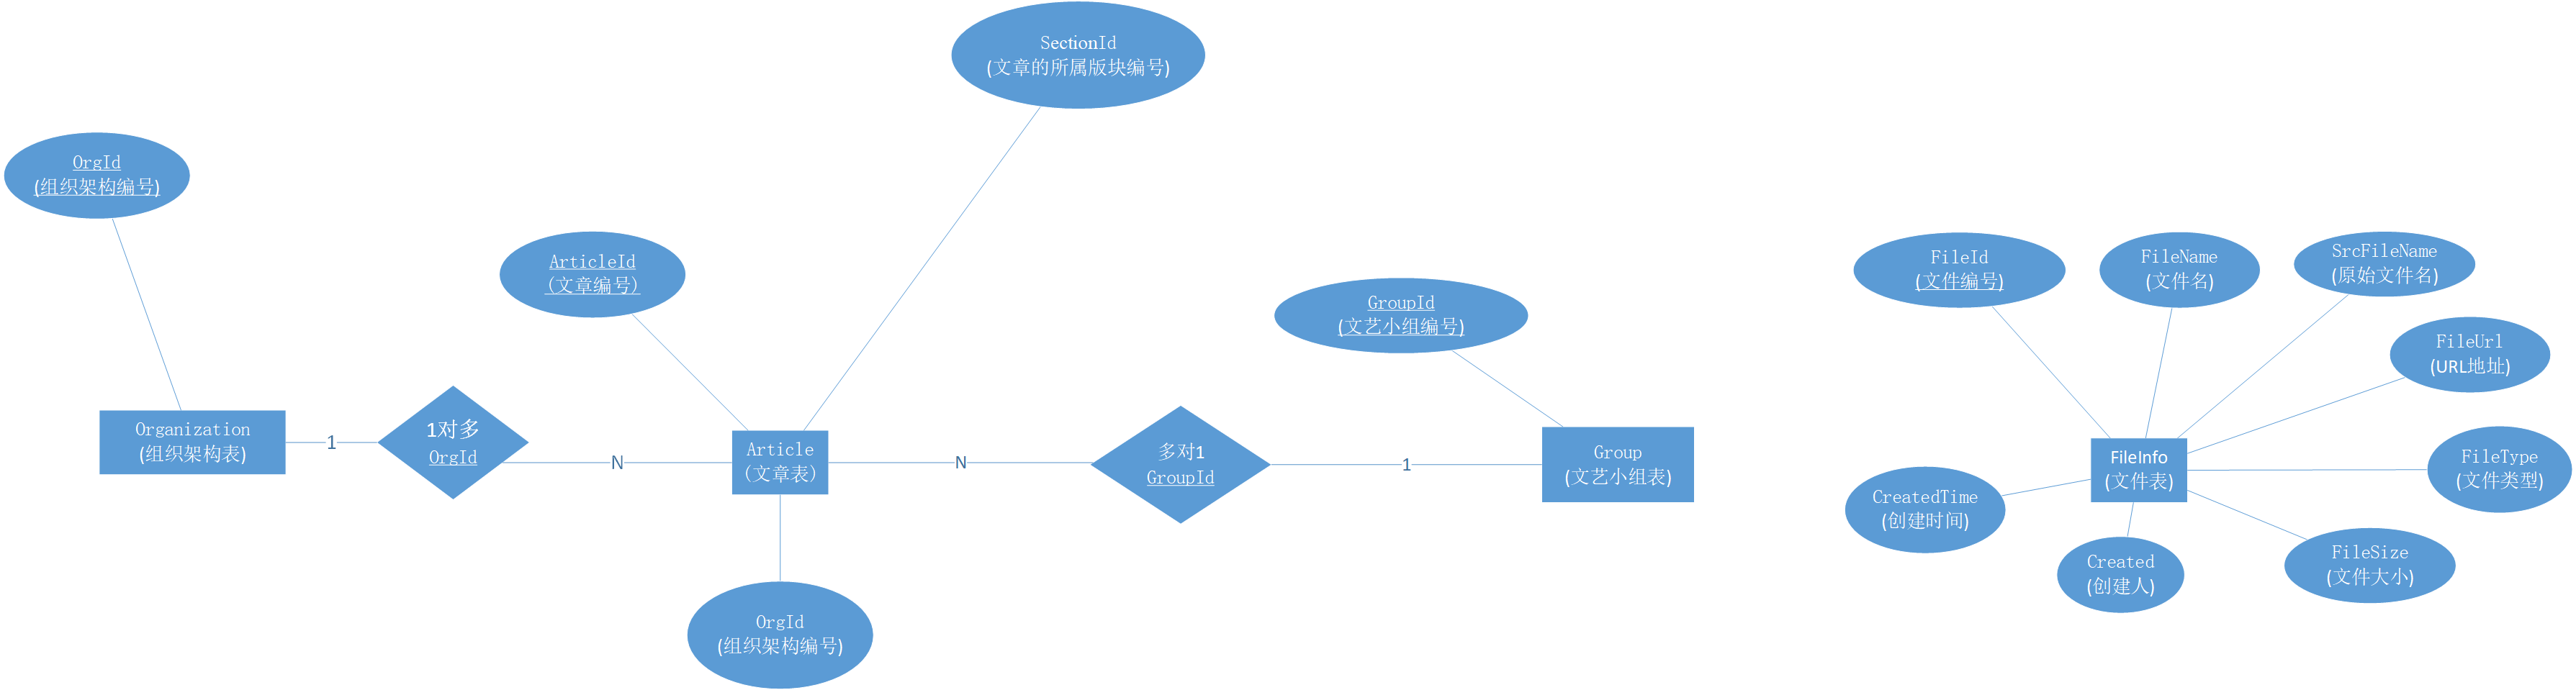 SectionId
(文章的所属版块编号)
OrgId
(组织架构编号)
ArticleId
(文章编号)
GroupId
(文艺小组编号)
FileId
(文件编号)
FileName
(文件名)
SrcFileName
(原始文件名)
FileUrl
(URL地址)
Organization
(组织架构表)
1
1对多
OrgId
N
Article
(文章表)
N
多对1
GroupId
1
Group
(文艺小组表)
FileInfo
(文件表)
FileType
(文件类型)
CreatedTime
(创建时间)
Created
(创建人)
FileSize
(文件大小)
OrgId
(组织架构编号)